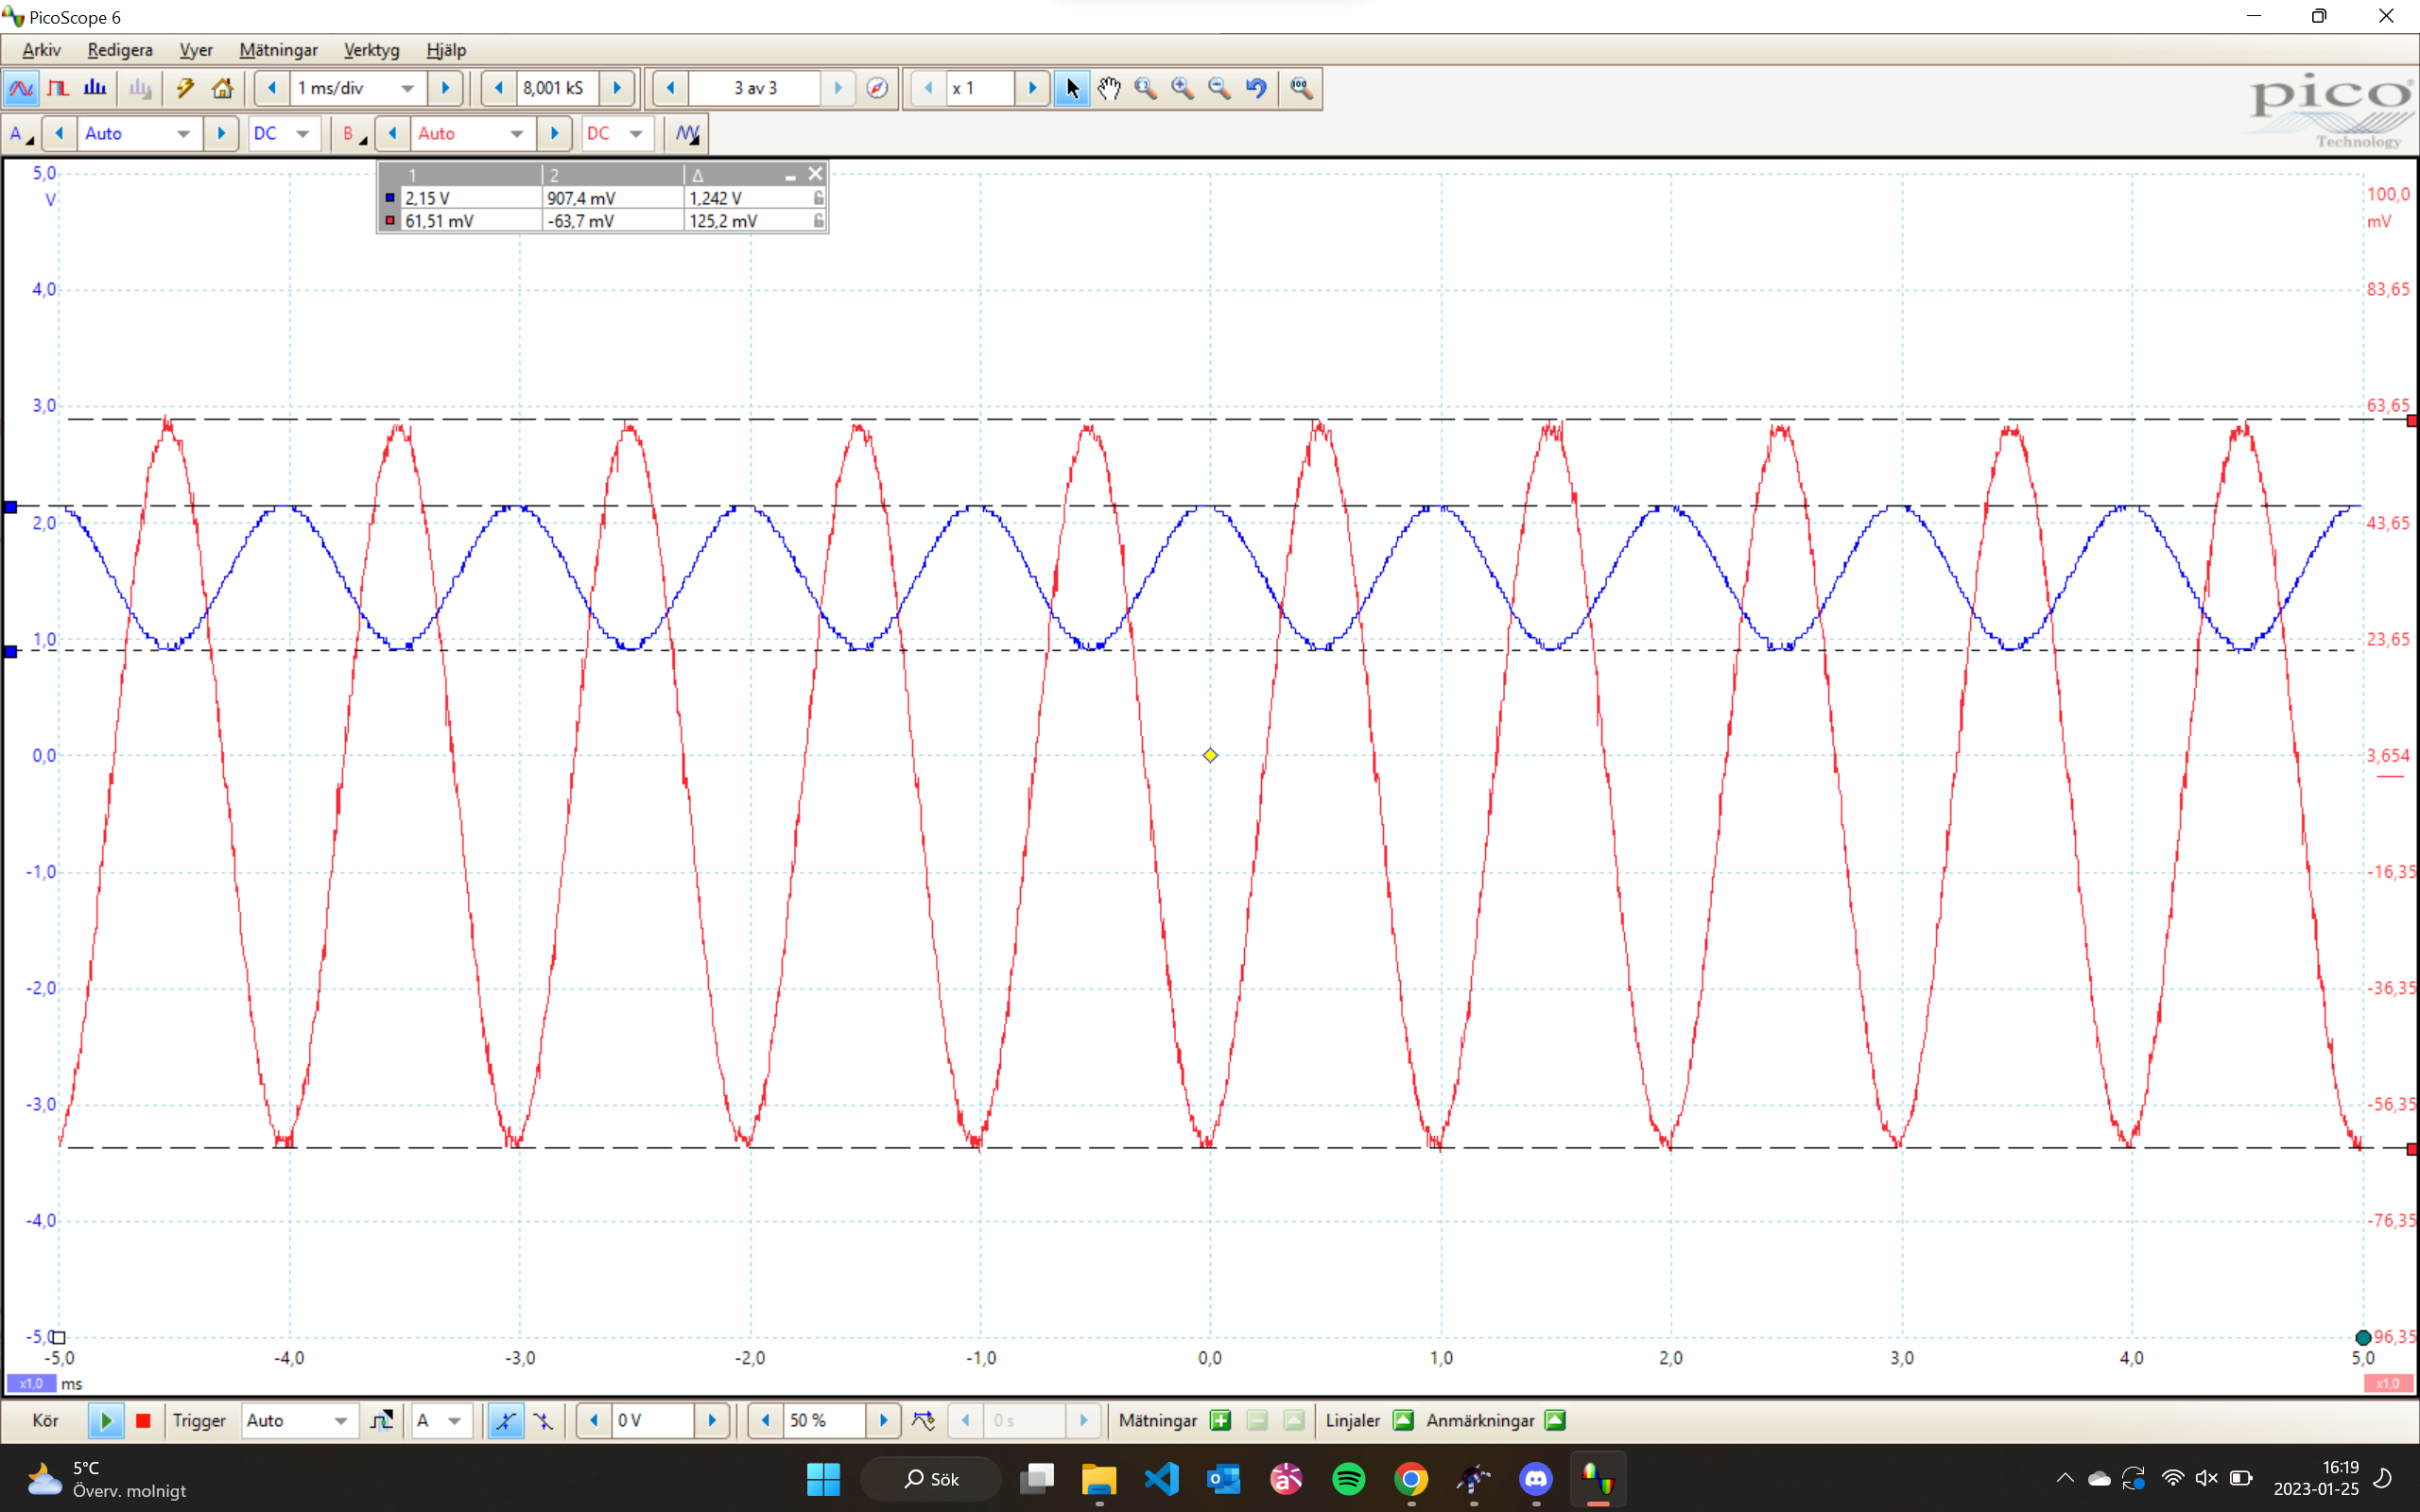 PicoScope 6
Arkiv Redigera Vyer Mätningar Verktyg Hjälp
1 ms/div 8,001 kS 3 av 3 x 1
pico
Technology
A Auto DC B Auto DC
1 2 Δ
2,15 V 907,4 mV 1,242 V
61,51 mV -63,7 mV 125,2 mV
5,0
V
100,0
mV
4,0 83,65
3,0 63,65
2,0 43,65
1,0 23,65
0,0 3,654
-1,0 -16,35
-2,0 -36,35
-3,0 -56,35
-4,0 -76,35
-5,0 96,35
-5,0 -4,0 -3,0 -2,0 -1,0 0,0 1,0 2,0 3,0 4,0 5,0
x1,0 ms x1,0
Kör Trigger Auto A 0 V 50 % 0 s Mätningar Linjaler Anmärkningar
5°C
Överv. molnigt
Sök
16:19
2023-01-25